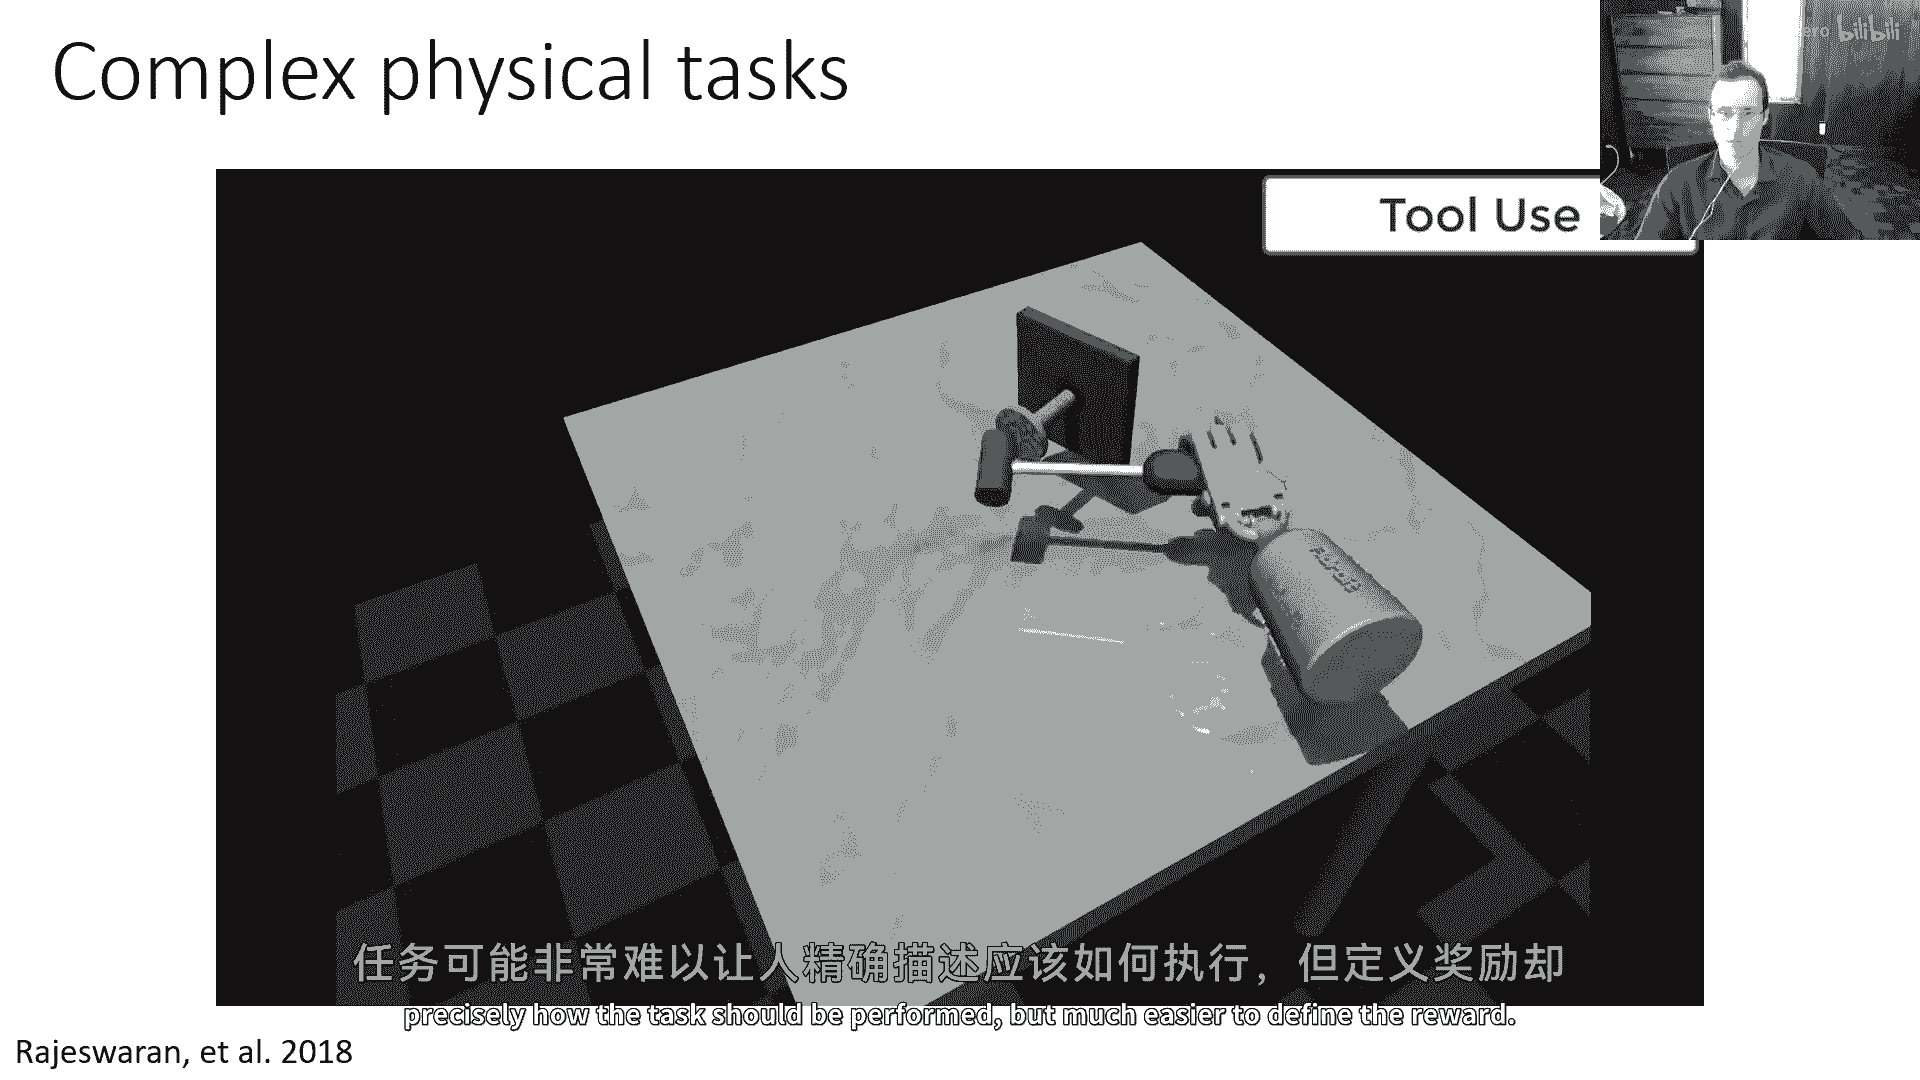 Complex physical tasks
ero bilibili
Tool Use
Adroit
任务可能非常难以让人精确描述应该如何执行，但定义奖励却
precisely how the task should be performed, but much easier to define the reward.
Rajeswaran, et al. 2018